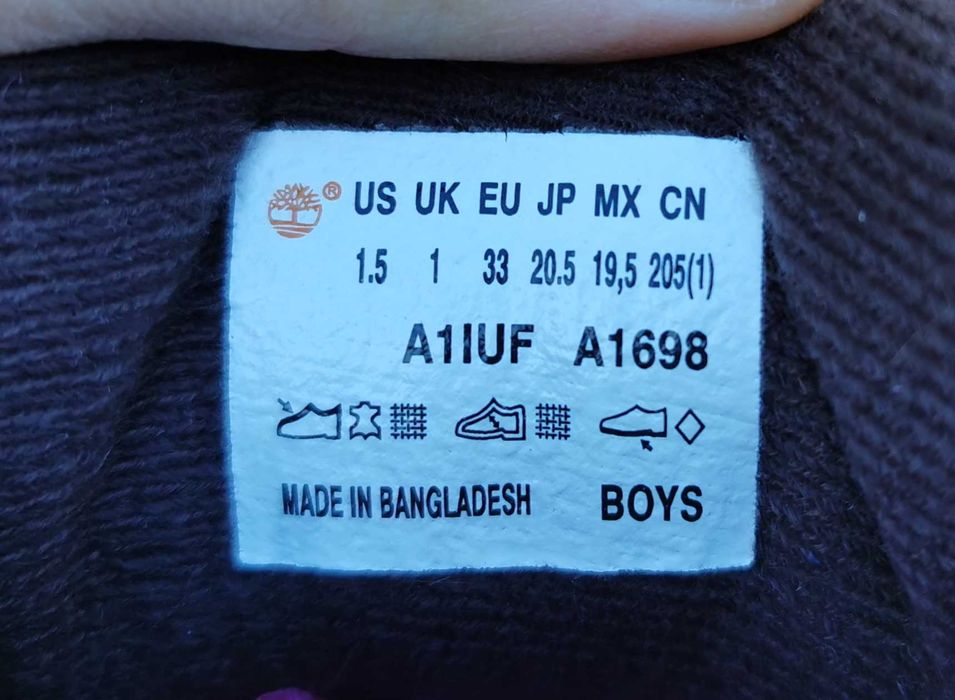 ® US UK EU JP MX CN
1.5 1 33 20.5 19,5 205(1)
A1IUF A1698
MADE IN BANGLADESH BOYS